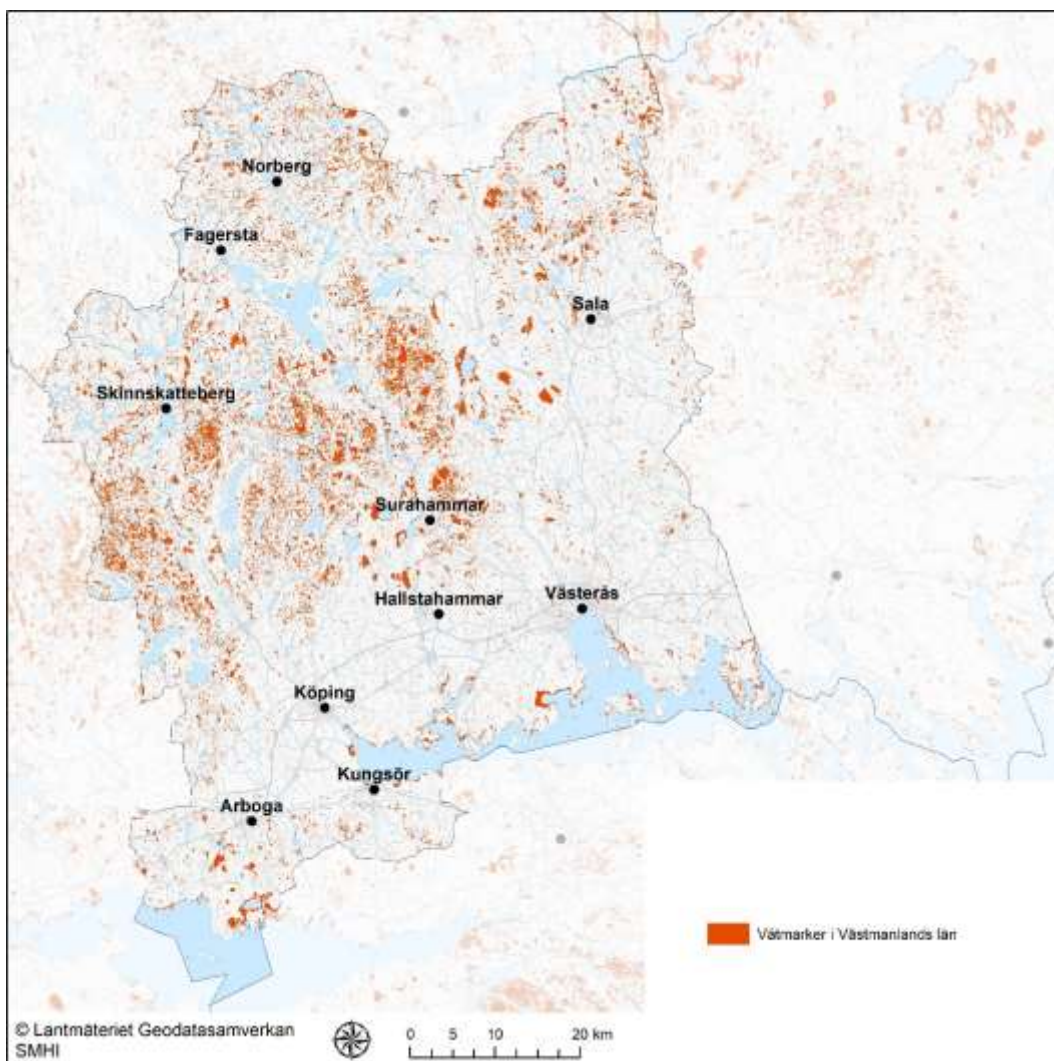 Norberg
Fagersta
Sala
Skinnskatteberg
Surahammar
Hallstahammar
Västerås
Köping
Kungsör
Arboga
Våtmarker i Västmanlands län
© Lantmäteriet Geodatasamverkan
SMHI
0 5 10 20 km